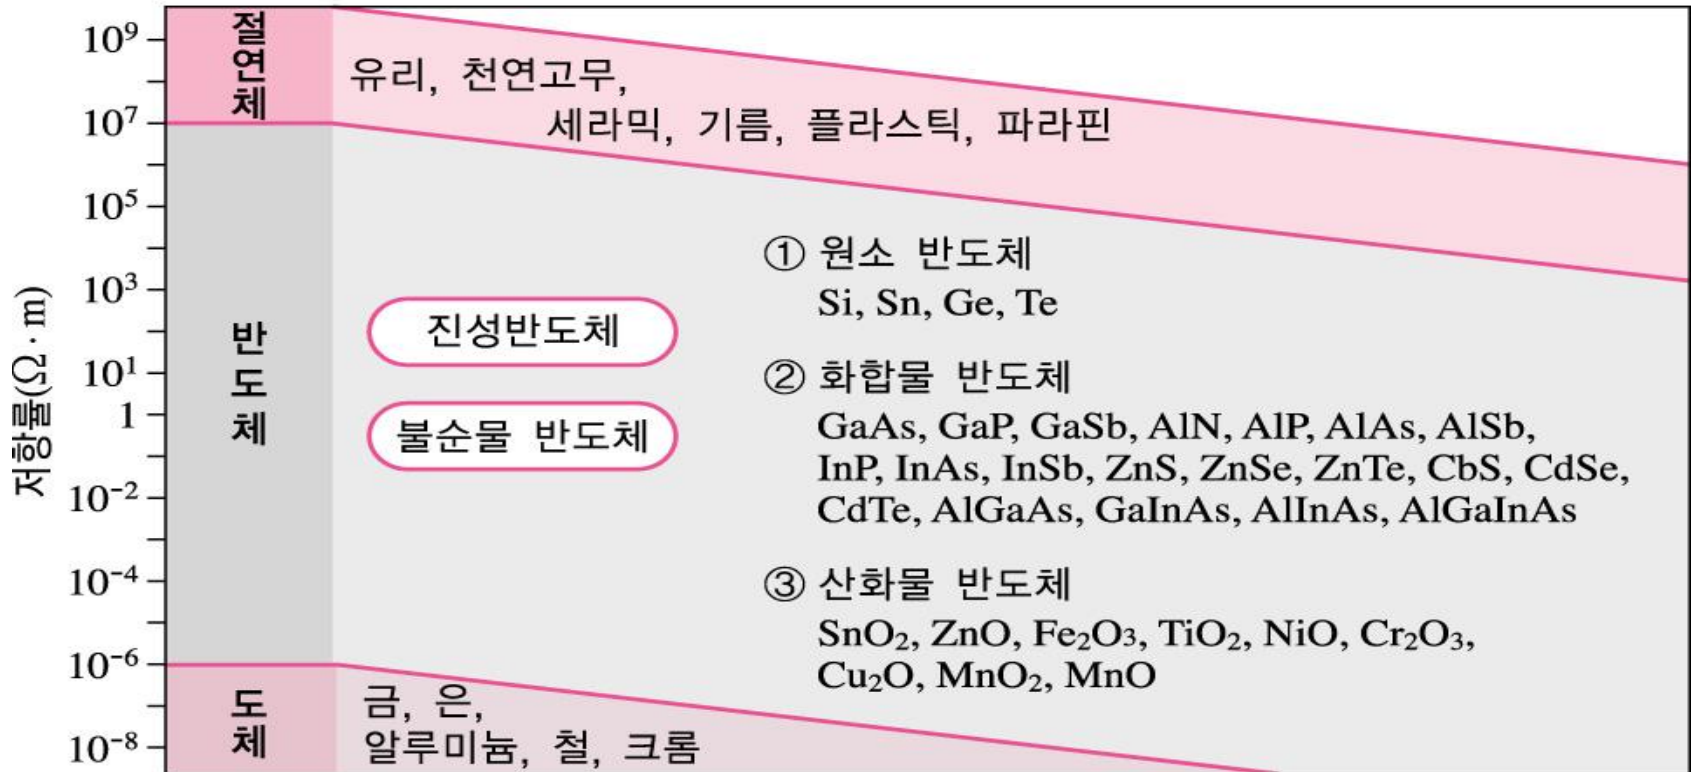 저항률(Ω · m)
10⁹
10⁷
10⁵
10³
10¹
1
10⁻²
10⁻⁴
10⁻⁶
10⁻⁸
절연체
유리, 천연고무,
세라믹, 기름, 플라스틱, 파라핀
반도체
진성반도체
불순물 반도체
① 원소 반도체
Si, Sn, Ge, Te
② 화합물 반도체
GaAs, GaP, GaSb, AlN, AlP, AlAs, AlSb,
InP, InAs, InSb, ZnS, ZnSe, ZnTe, CbS, CdSe,
CdTe, AlGaAs, GaInAs, AlInAs, AlGaInAs
③ 산화물 반도체
SnO₂, ZnO, Fe₂O₃, TiO₂, NiO, Cr₂O₃,
Cu₂O, MnO₂, MnO
도체
금, 은,
알루미늄, 철, 크롬